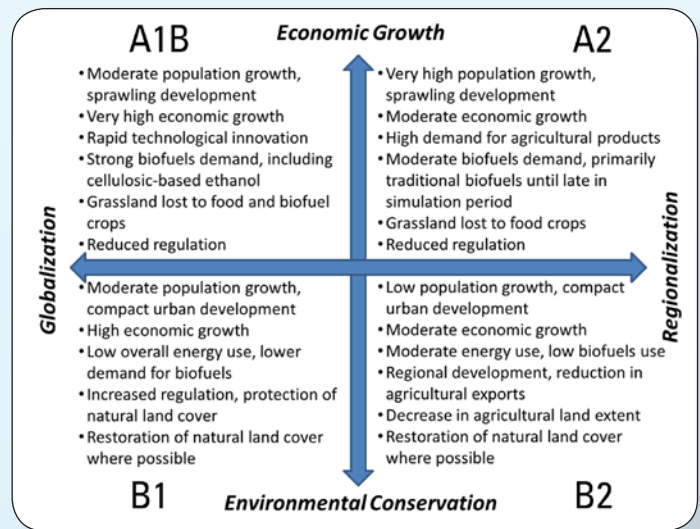 A1B
Economic Growth
A2
• Moderate population growth,
sprawling development
• Very high economic growth
• Rapid technological innovation
• Strong biofuels demand, including
cellulosic-based ethanol
• Grassland lost to food and biofuel
crops
• Reduced regulation
• Very high population growth,
sprawling development
• Moderate economic growth
• High demand for agricultural products
• Moderate biofuels demand, primarily
traditional biofuels until late in
simulation period
• Grassland lost to food crops
• Reduced regulation
Globalization
Regionalization
• Moderate population growth,
compact urban development
• High economic growth
• Low overall energy use, lower
demand for biofuels
• Increased regulation, protection of
natural land cover
• Restoration of natural land cover
where possible
• Low population growth, compact
urban development
• Moderate economic growth
• Moderate energy use, low biofuels use
• Regional development, reduction in
agricultural exports
• Decrease in agricultural land extent
• Restoration of natural land cover
where possible
B1
Environmental Conservation
B2